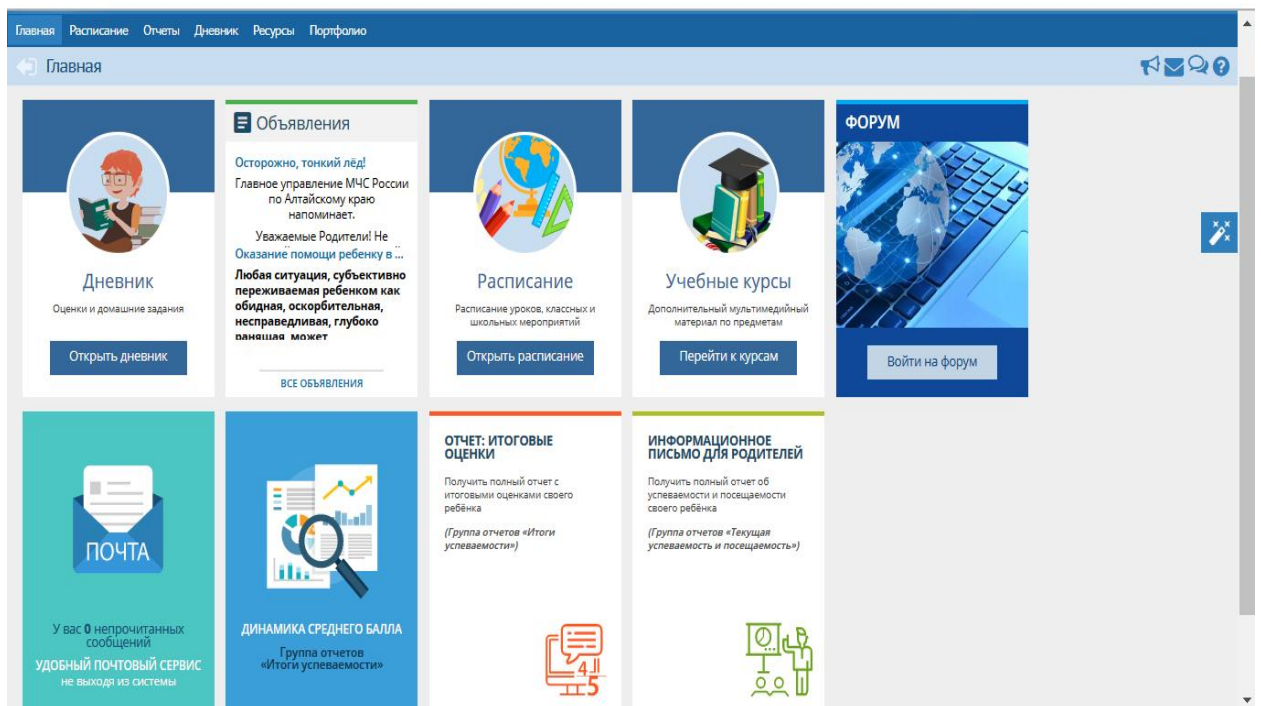 Главная Расписание Отчеты Дневник Ресурсы Портфолио
Главная
Дневник
Оценки и домашние задания
Открыть дневник
Объявления
Осторожно, тонкий лёд!
Главное управление МЧС России
по Алтайскому краю
напоминает.
Уважаемые Родители! Не
Оказание помощи ребенку в ...
Любая ситуация, субъективно
переживаемая ребенком как
обидная, оскорбительная,
несправедливая, глубоко
ранящая, может
ВСЕ ОБЪЯВЛЕНИЯ
Расписание
Расписание уроков, классных и
школьных мероприятий
Открыть расписание
Учебные курсы
Дополнительный мультимедийный
материал по предметам
Перейти к курсам
ФОРУМ
Войти на форум
ПОЧТА
У вас 0 непрочитанных
сообщений
УДОБНЫЙ ПОЧТОВЫЙ СЕРВИС
не выходя из системы
ДИНАМИКА СРЕДНЕГО БАЛЛА
Группа отчетов
«Итоги успеваемости»
ОТЧЕТ: ИТОГОВЫЕ
ОЦЕНКИ
Получить полный отчет с
итоговыми оценками своего
ребёнка
(Группа отчетов «Итоги
успеваемости»)
4
5
ИНФОРМАЦИОННОЕ
ПИСЬМО ДЛЯ РОДИТЕЛЕЙ
Получить полный отчет об
успеваемости и посещаемости
своего ребёнка
(Группа отчетов «Текущая
успеваемость и посещаемость»)